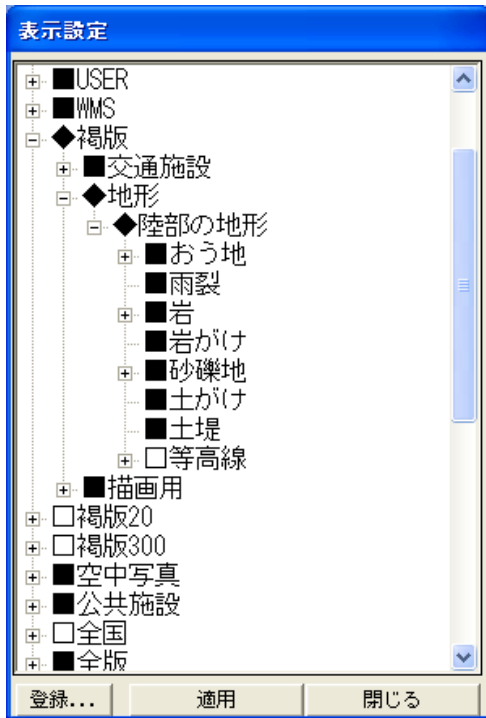 表示設定
■USER
■WMS
◆褐版
■交通施設
◆地形
◆陸部の地形
■おう地
■雨裂
■岩
■岩がけ
■砂礫地
■土がけ
■土堤
□等高線
■描画用
□褐版20
□褐版300
■空中写真
■公共施設
□全国
■全版
登録... 適用 閉じる